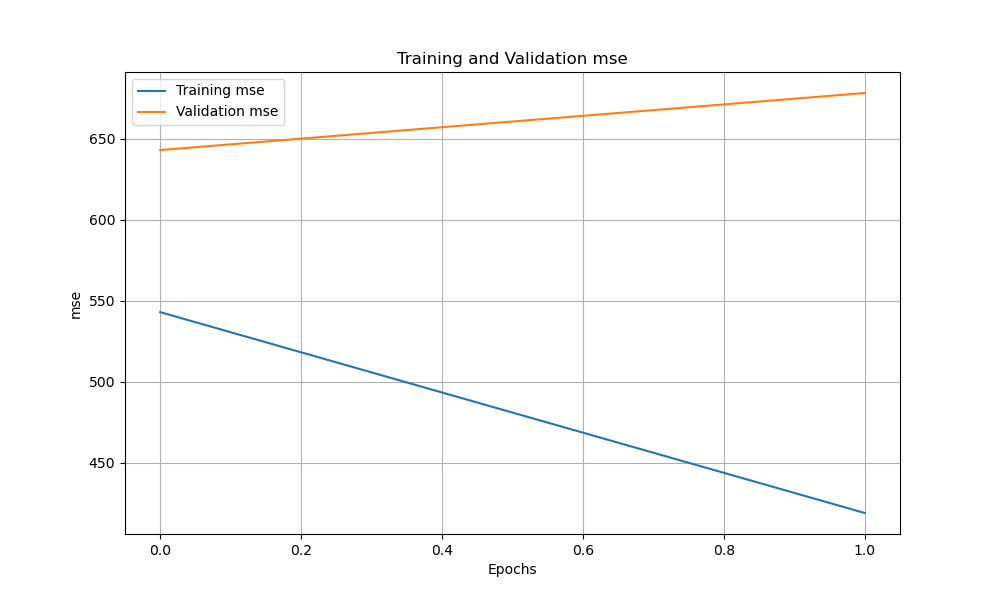 Training and Validation mse
Training mse
Validation mse
mse
650
600
550
500
450
0.0 0.2 0.4 0.6 0.8 1.0
Epochs